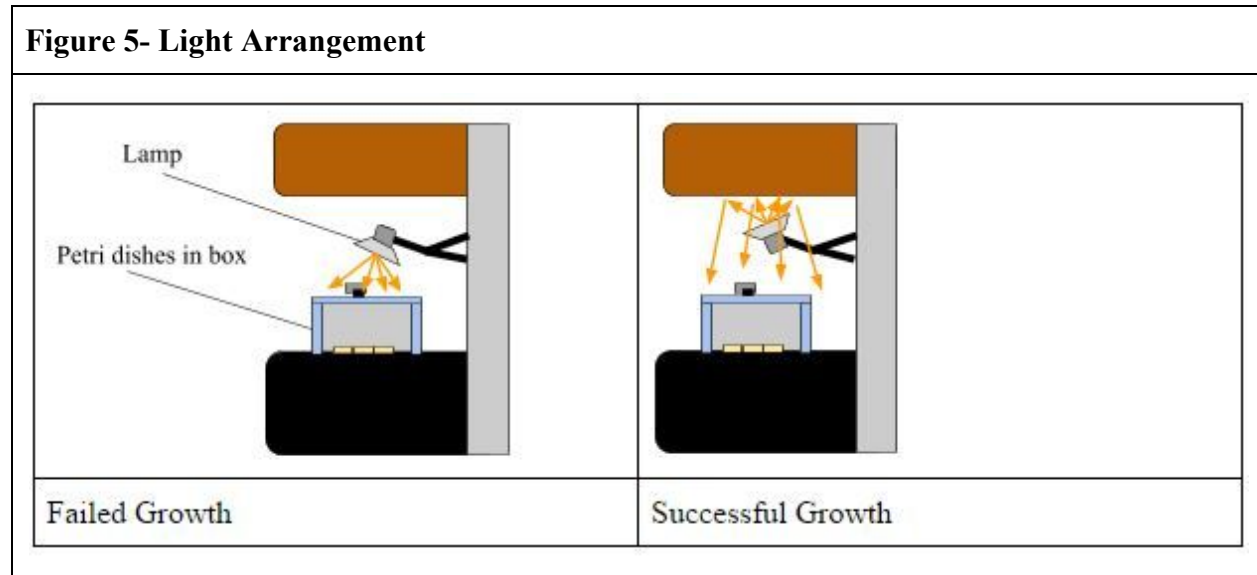 Figure 5- Light Arrangement
Lamp
Petri dishes in box
Failed Growth
Successful Growth